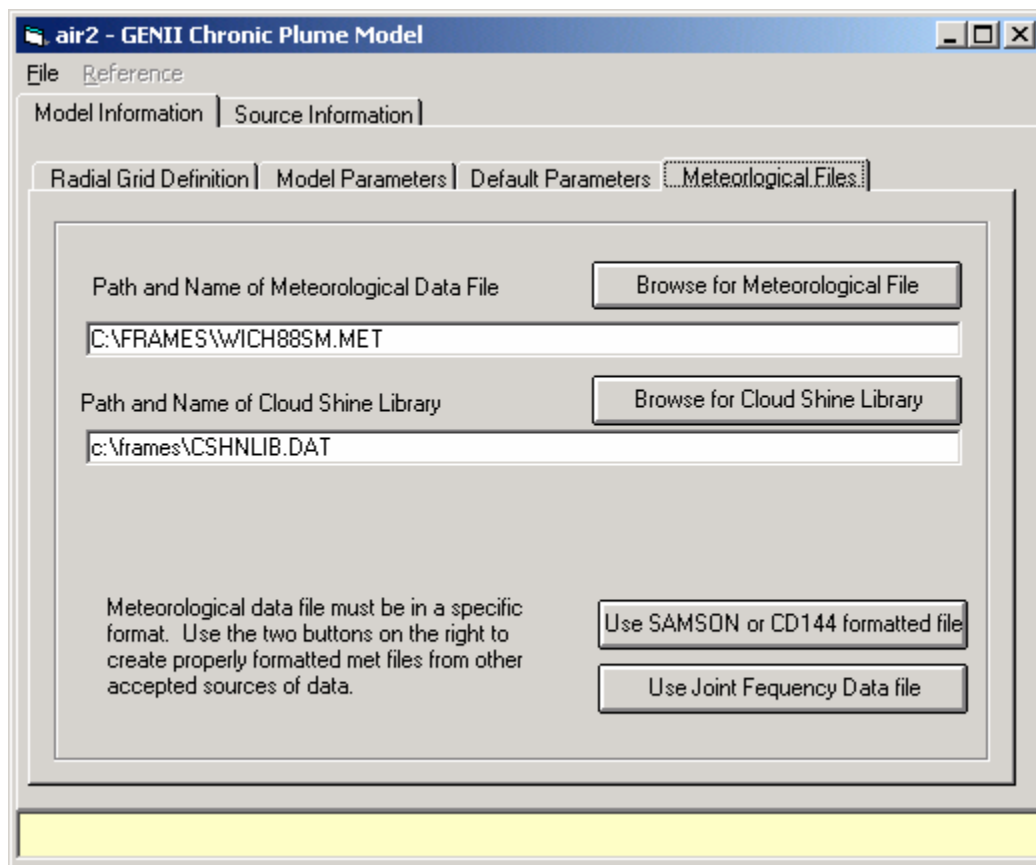 air2 - GENII Chronic Plume Model
File Reference
Model Information Source Information
Radial Grid Definition Model Parameters Default Parameters Meteorlogical Files
Path and Name of Meteorological Data File
Browse for Meteorological File
C:\FRAMES\WICH88SM.MET
Path and Name of Cloud Shine Library
Browse for Cloud Shine Library
c:\frames\CSHNLIB.DAT
Meteorological data file must be in a specific
format. Use the two buttons on the right to
create properly formatted met files from other
accepted sources of data.
Use SAMSON or CD144 formatted file
Use Joint Fequency Data file